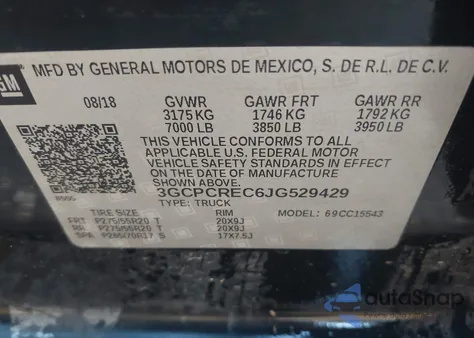 GM
MFD BY GENERAL MOTORS DE MEXICO, S. DE R.L. DE C.V.
08/18 GVWR GAWR FRT GAWR RR
3175 KG 1746 KG 1792 KG
7000 LB 3850 LB 3950 LB
THIS VEHICLE CONFORMS TO ALL
APPLICABLE U.S. FEDERAL MOTOR
VEHICLE SAFETY STANDARDS IN EFFECT
ON THE DATE OF MANUFACTURE
SHOWN ABOVE.
3GCPCREC6JG529429
TYPE: TRUCK MODEL: 69CC15543
TIRE SIZE RIM
FRT P275/55R20 T 20X9J
RR P275/55R20 T 20X9J
SPA P265/70R17 S 17X7.5J
autoSnap